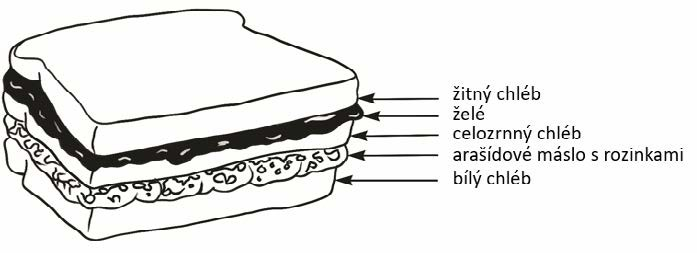 žitný chléb
želé
celozrnný chléb
arašídové máslo s rozinkami
bílý chléb